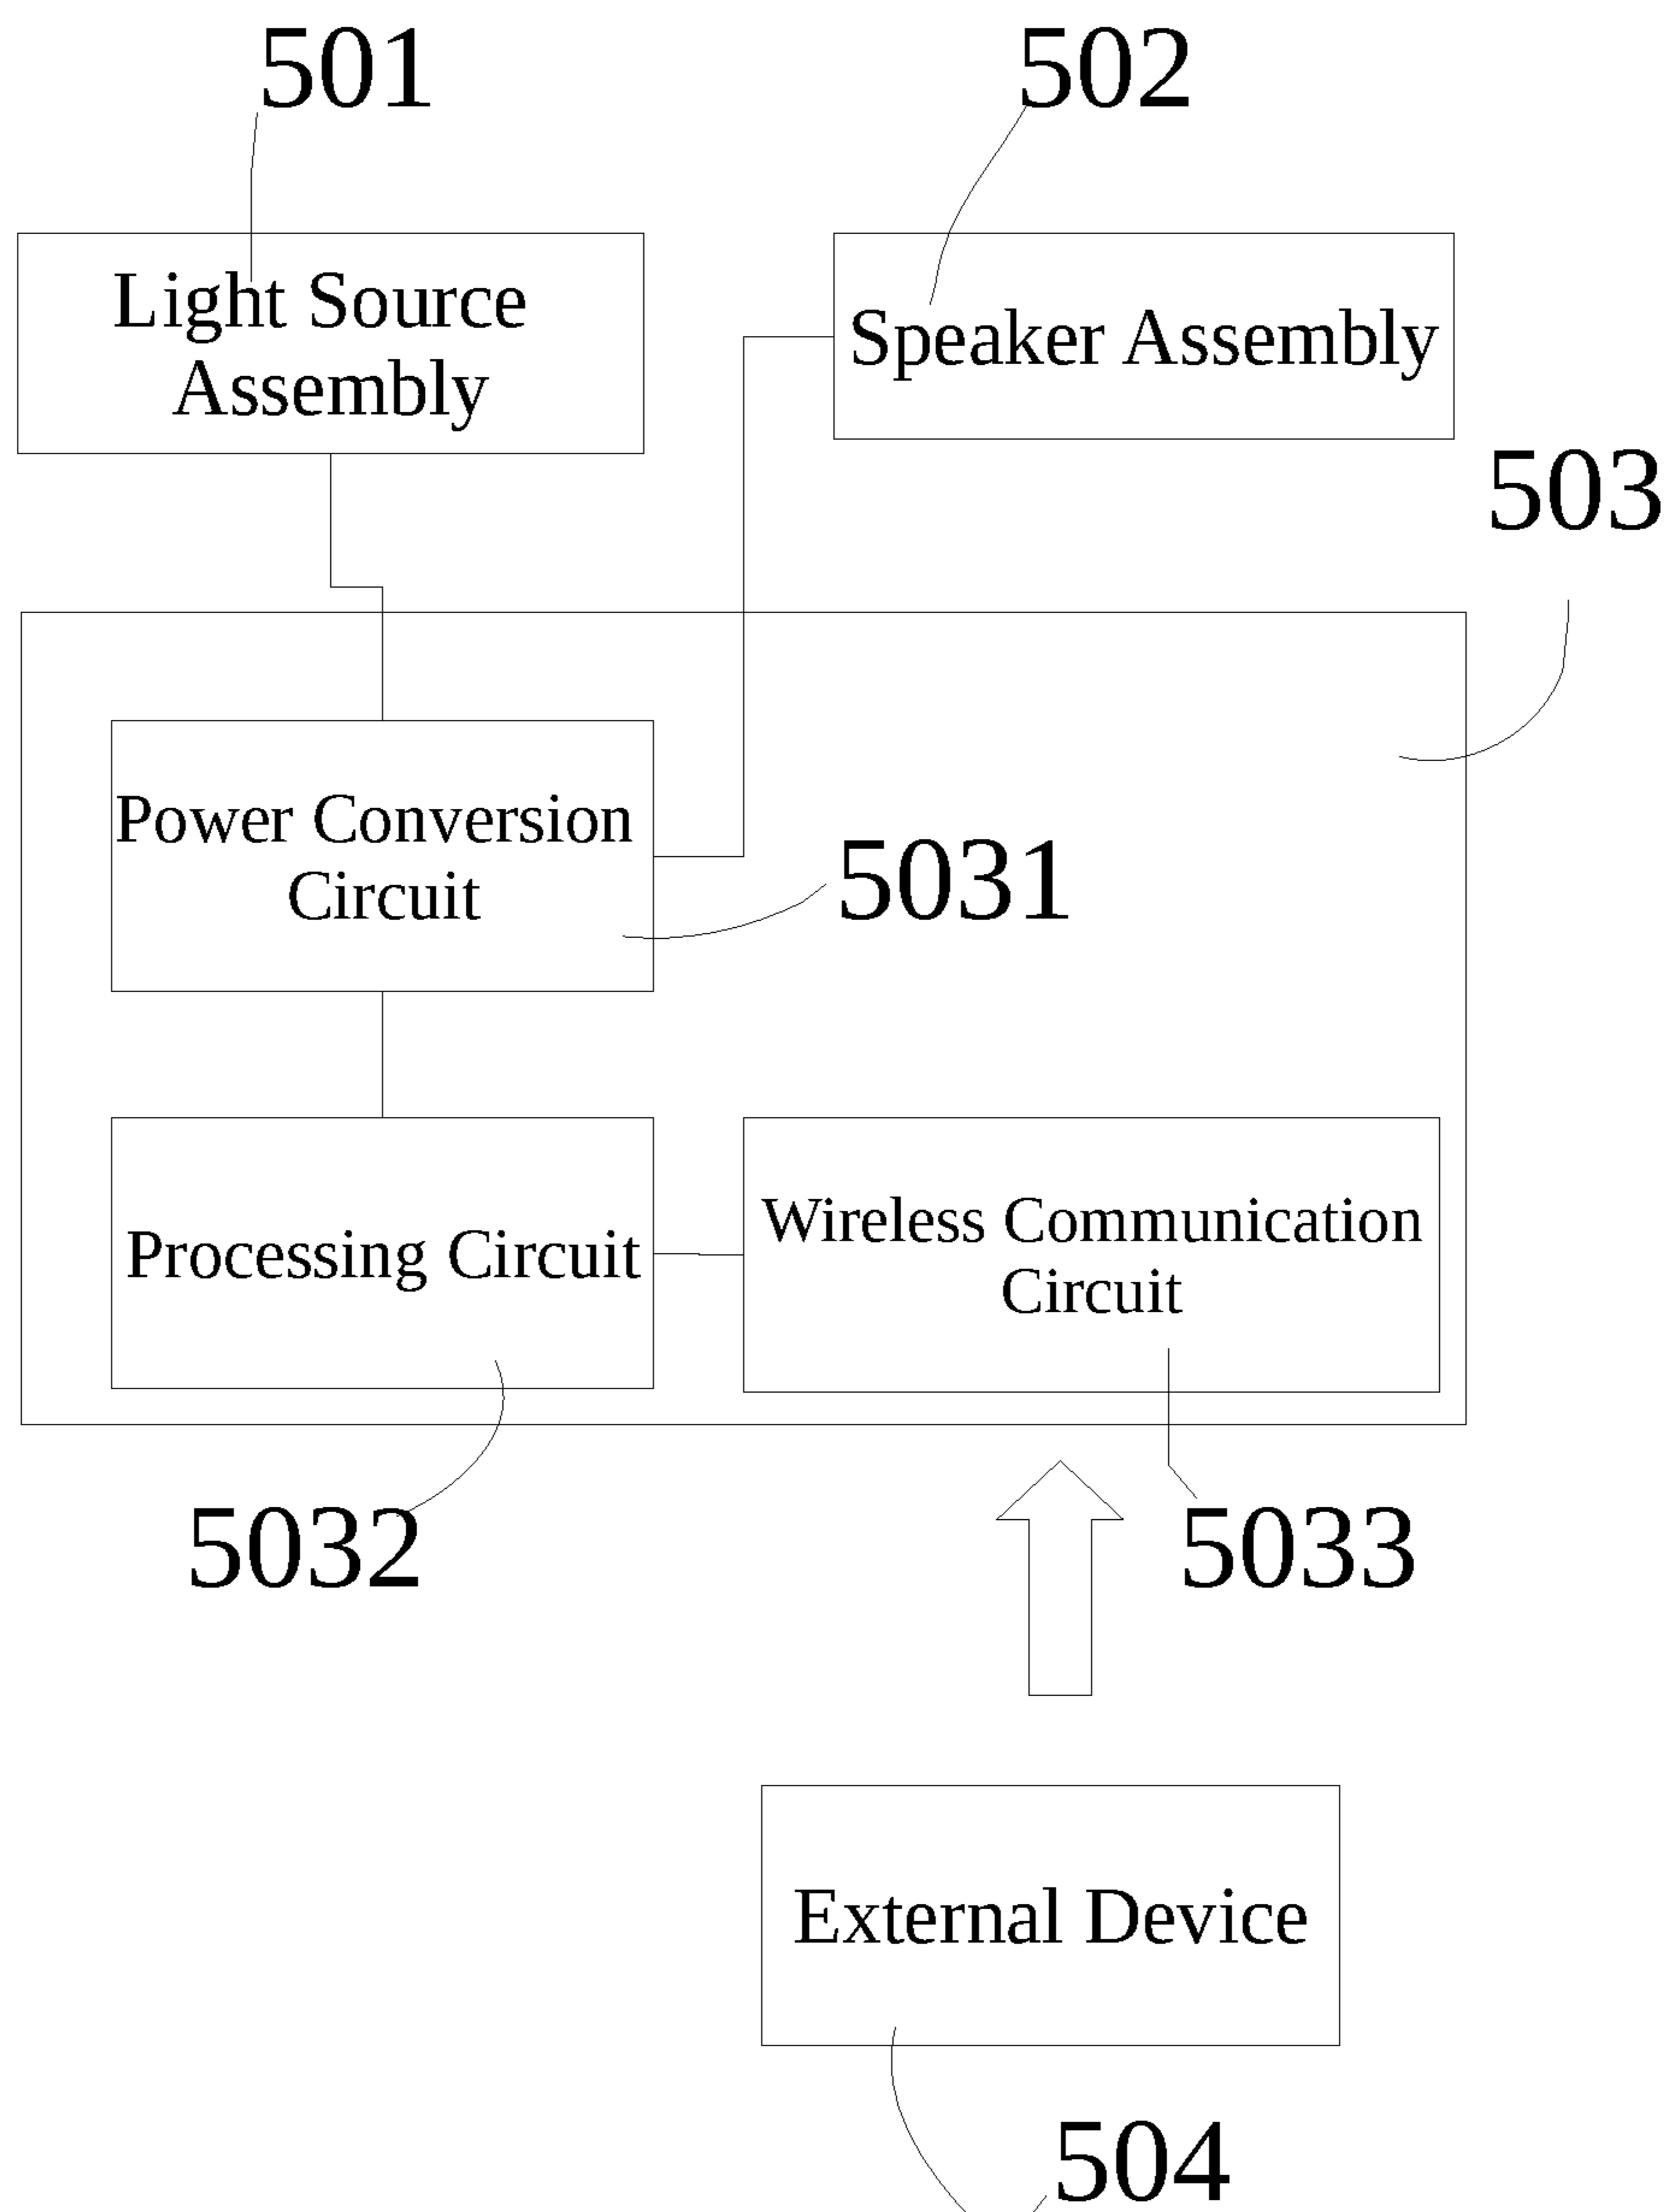 501
502
Light Source
Assembly
Speaker Assembly
503
Power Conversion
Circuit
5031
Processing Circuit
Wireless Communication
Circuit
5032
5033
External Device
504